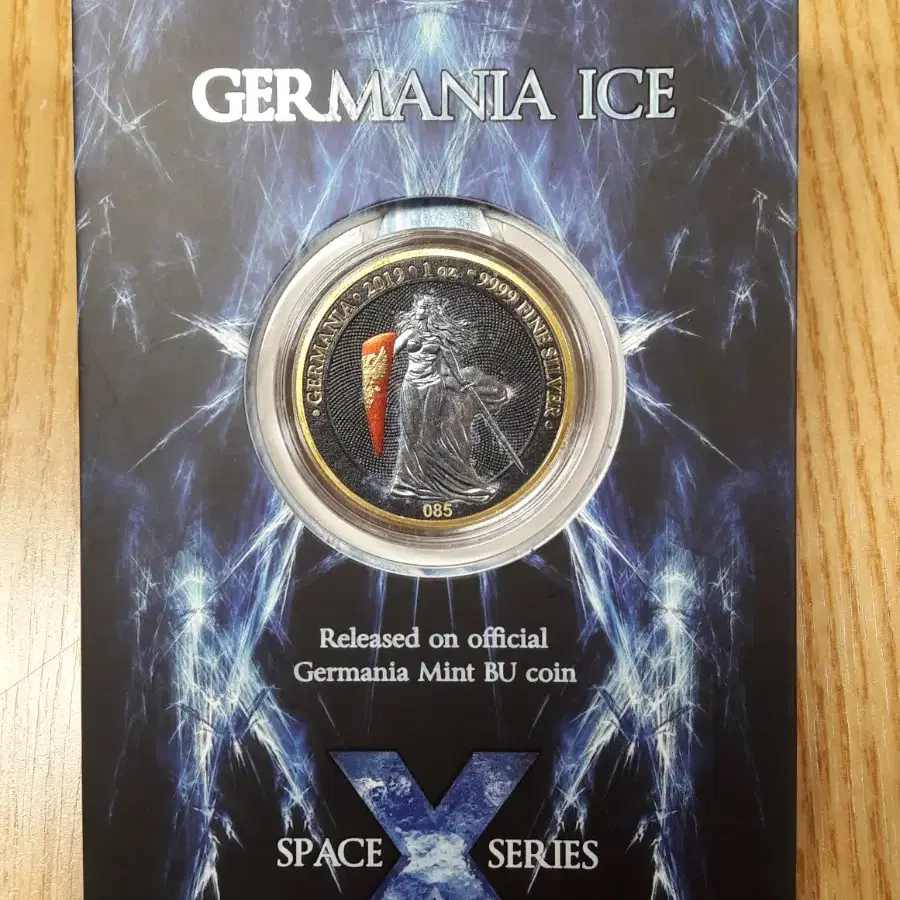 GERMANIA ICE
• GERMANIA • 2019 • 1 oz. • 9999 FINE SILVER •
085
Released on official
Germania Mint BU coin
SPACE X SERIES